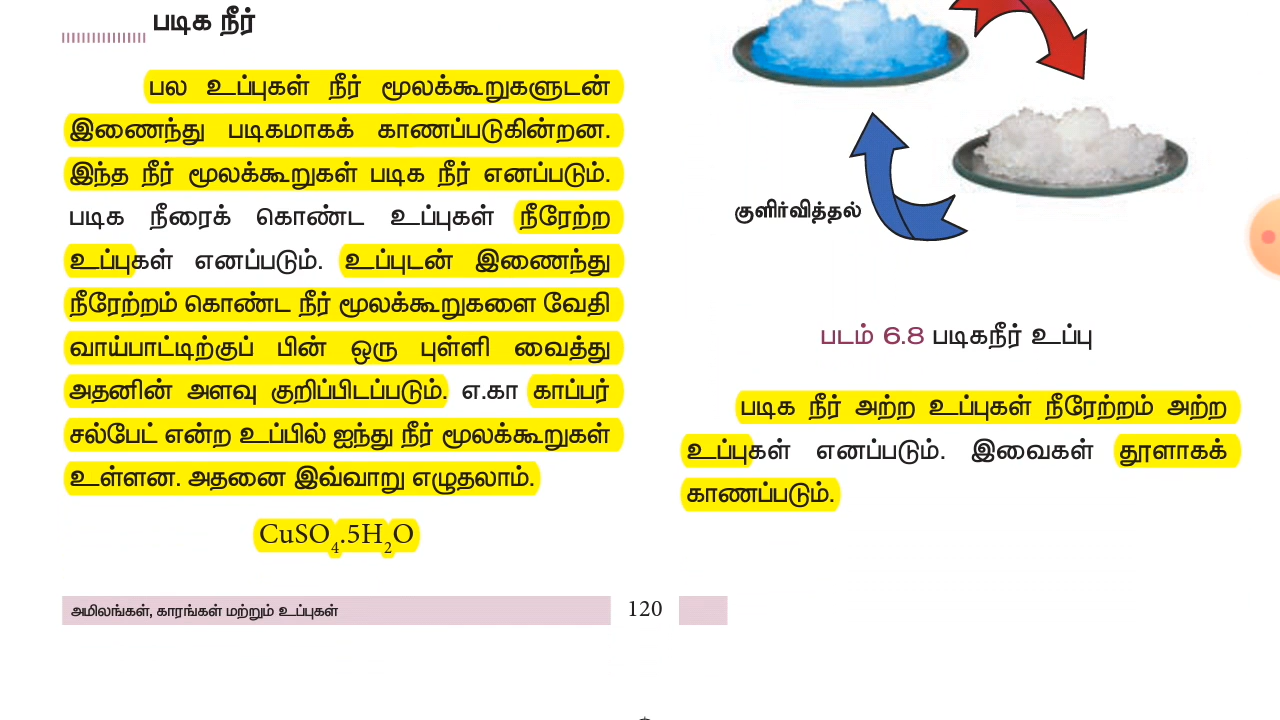 படிக நீர்
பல உப்புகள் நீர் மூலக்கூறுகளுடன்
இணைந்து படிகமாகக் காணப்படுகின்றன.
இந்த நீர் மூலக்கூறுகள் படிக நீர் எனப்படும்.
படிக நீரைக் கொண்ட உப்புகள் நீரேற்ற
உப்புகள் எனப்படும். உப்புடன் இணைந்து
நீரேற்றம் கொண்ட நீர் மூலக்கூறுகளை வேதி
வாய்பாட்டிற்குப் பின் ஒரு புள்ளி வைத்து
அதனின் அளவு குறிப்பிடப்படும். எ.கா காப்பர்
சல்பேட் என்ற உப்பில் ஐந்து நீர் மூலக்கூறுகள்
உள்ளன. அதனை இவ்வாறு எழுதலாம்.
CuSO₄.5H₂O
குளிர்வித்தல்
படம் 6.8 படிகநீர் உப்பு
படிக நீர் அற்ற உப்புகள் நீரேற்றம் அற்ற
உப்புகள் எனப்படும். இவைகள் தூளாகக்
காணப்படும்.
அமிலங்கள், காரங்கள் மற்றும் உப்புகள்
120